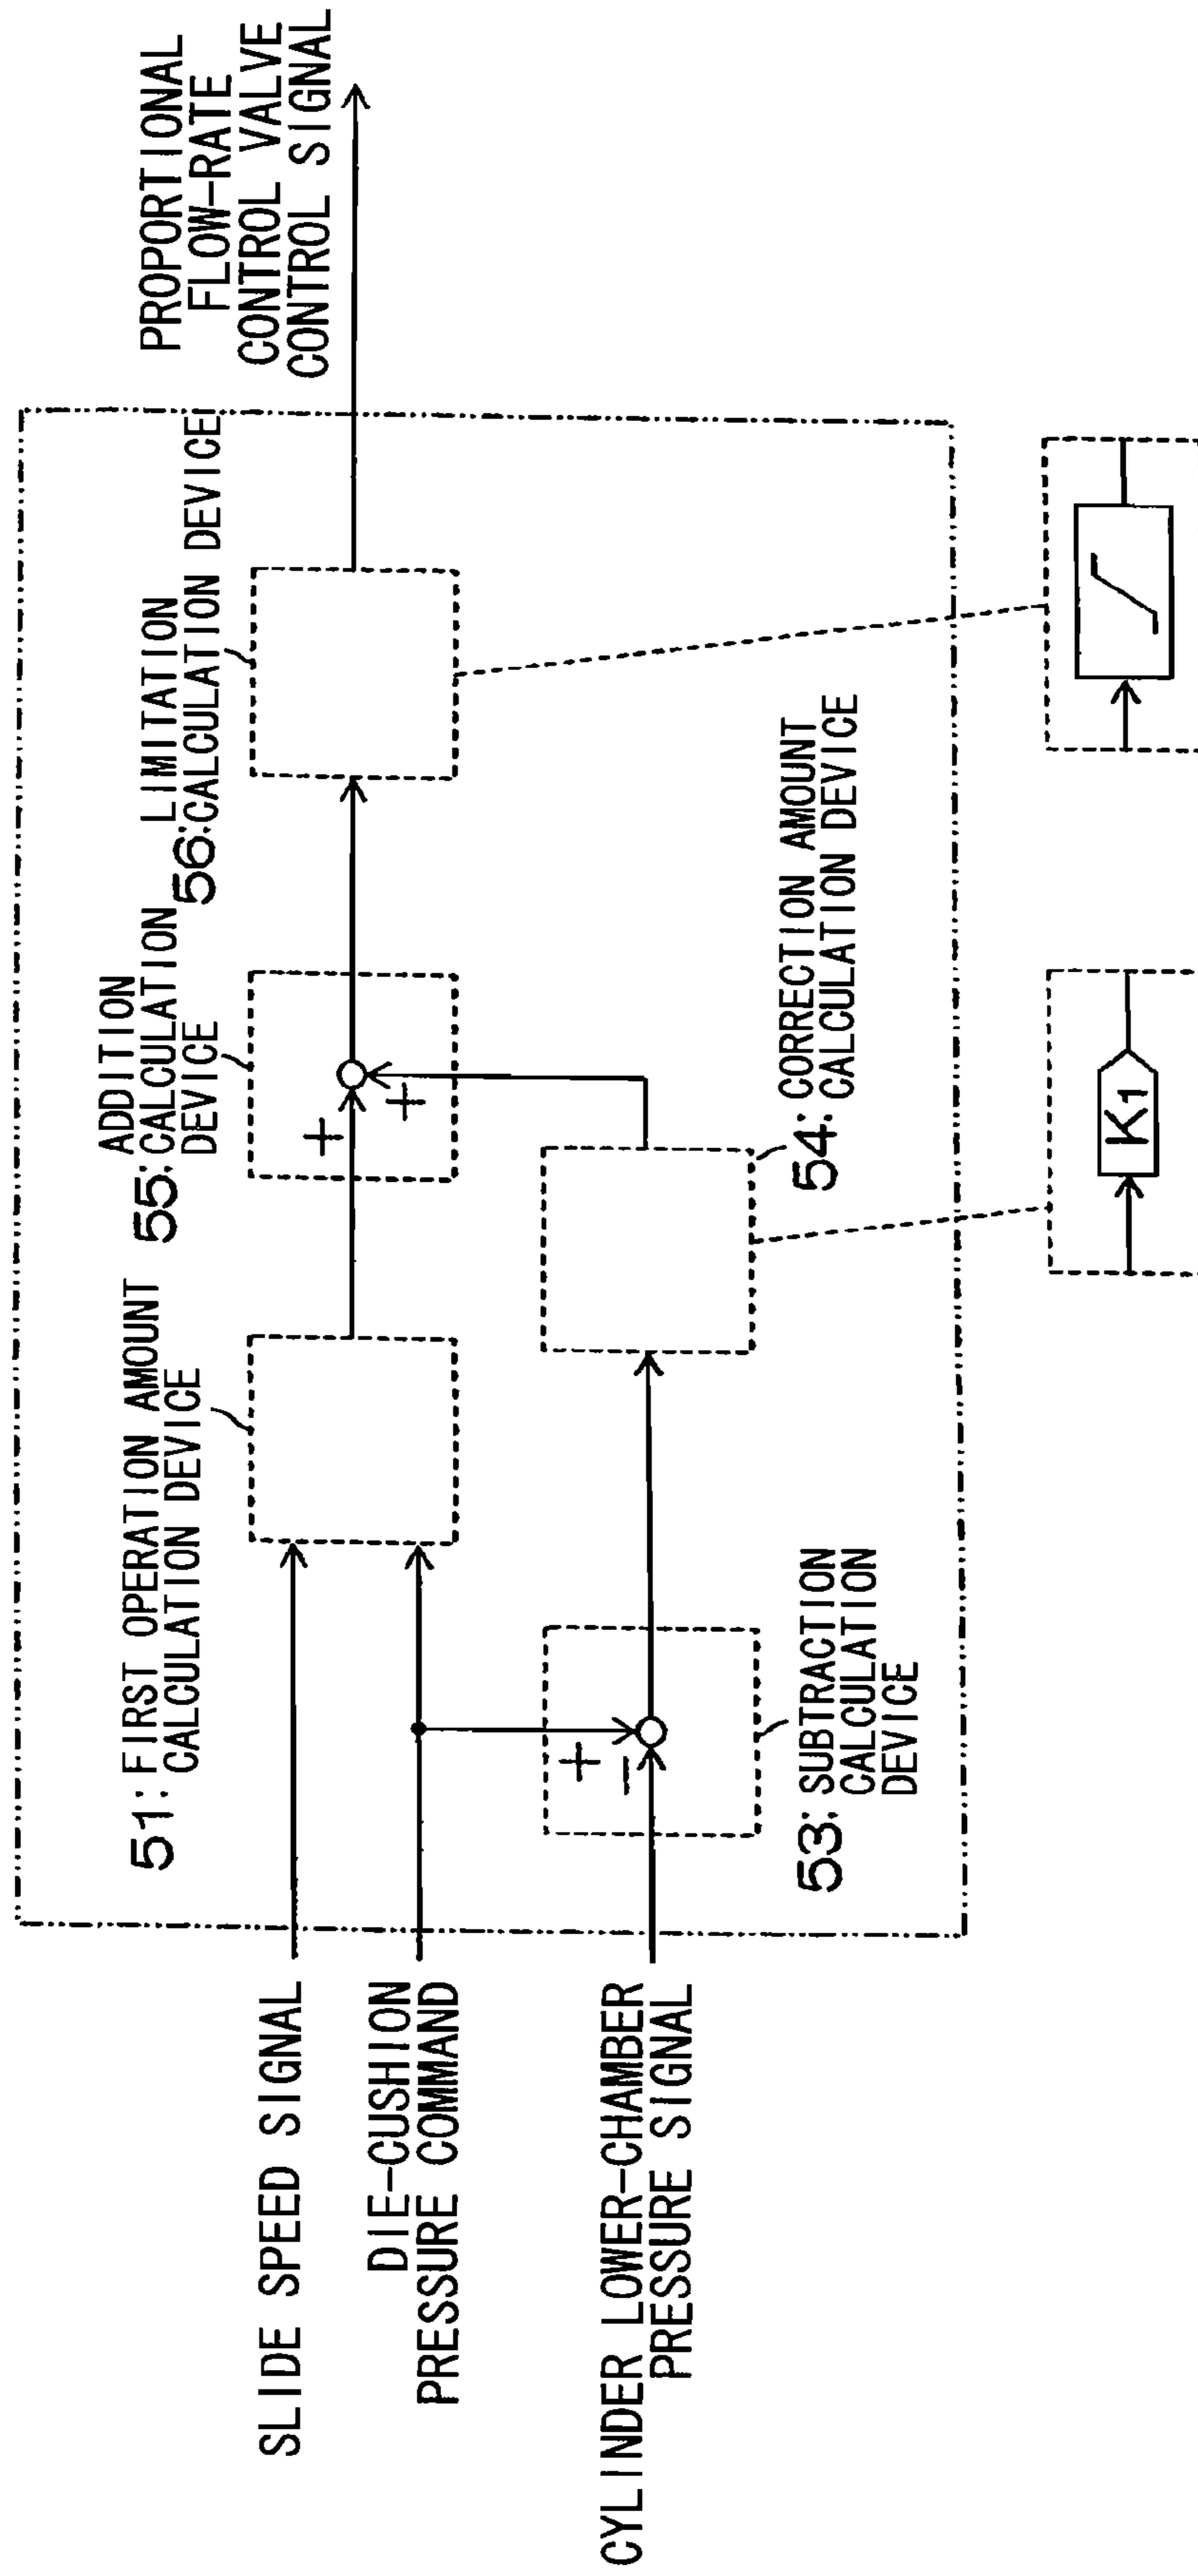 SLIDE SPEED SIGNAL
DIE-CUSHION
PRESSURE COMMAND
CYLINDER LOWER-CHAMBER
PRESSURE SIGNAL
51: FIRST OPERATION AMOUNT
CALCULATION DEVICE
+
−
53: SUBTRACTION
CALCULATION
DEVICE
ADDITION
55: CALCULATION
DEVICE
+
+
54: CORRECTION AMOUNT
CALCULATION DEVICE
LIMITATION
56: CALCULATION DEVICE
PROPORTIONAL
FLOW-RATE
CONTROL VALVE
CONTROL SIGNAL
K1